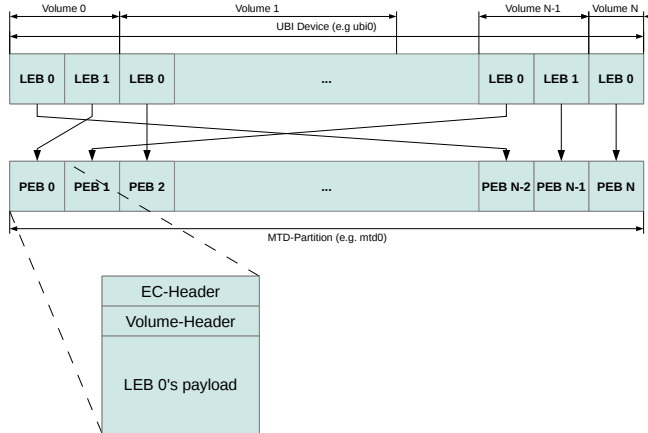 Volume 0
Volume 1
Volume N-1
Volume N
UBI Device (e.g ubi0)
LEB 0
LEB 1
LEB 0
...
LEB 0
LEB 1
LEB 0
PEB 0
PEB 1
PEB 2
...
PEB N-2
PEB N-1
PEB N
MTD-Partition (e.g. mtd0)
EC-Header
Volume-Header
LEB 0's payload